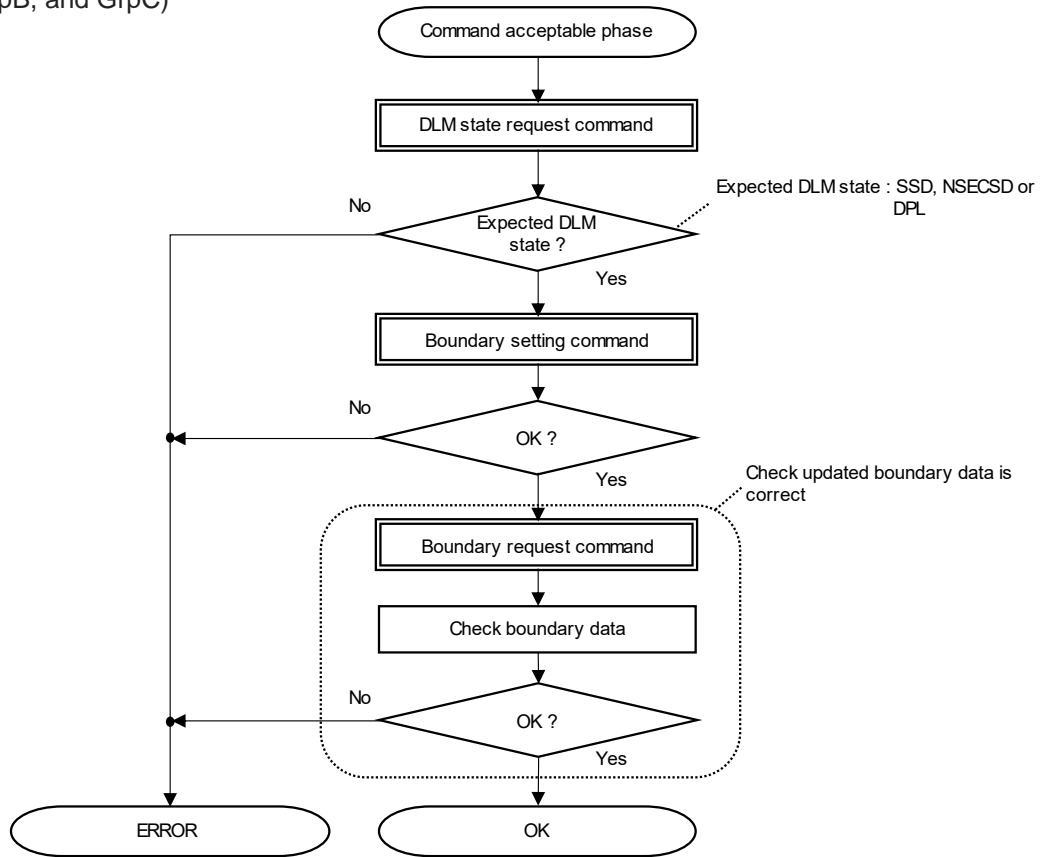 pB, and GrpC)
Command acceptable phase
DLM state request command
Expected DLM state : SSD, NSECSD or
DPL
No
Expected DLM
state ?
Yes
Boundary setting command
No
OK ?
Yes
Check updated boundary data is
correct
Boundary request command
Check boundary data
No
OK ?
Yes
ERROR
OK